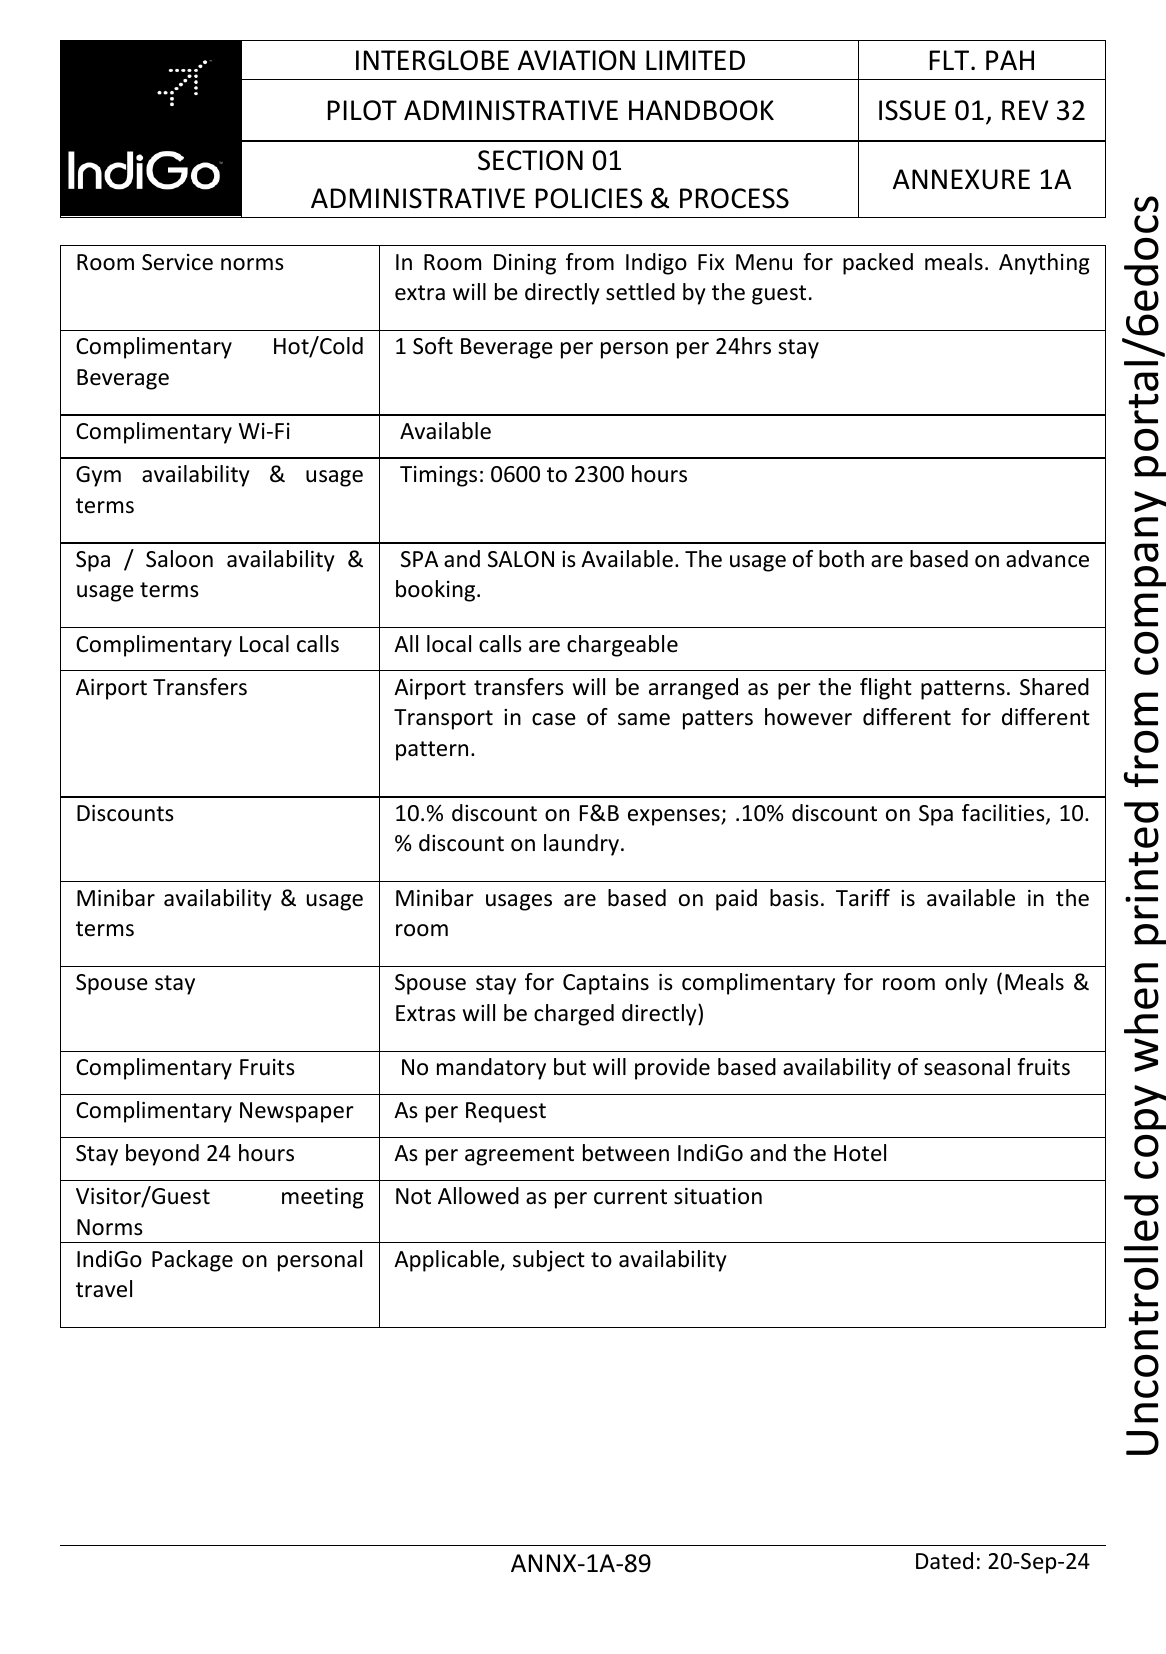 IndiGo
INTERGLOBE AVIATION LIMITED
FLT. PAH
PILOT ADMINISTRATIVE HANDBOOK
ISSUE 01, REV 32
SECTION 01
ADMINISTRATIVE POLICIES & PROCESS
ANNEXURE 1A
Room Service norms
In Room Dining from Indigo Fix Menu for packed meals. Anything
extra will be directly settled by the guest.
Complimentary Hot/Cold
Beverage
1 Soft Beverage per person per 24hrs stay
Complimentary Wi-Fi
Available
Gym availability & usage
terms
Timings: 0600 to 2300 hours
Spa / Saloon availability &
usage terms
SPA and SALON is Available. The usage of both are based on advance
booking.
Complimentary Local calls
All local calls are chargeable
Airport Transfers
Airport transfers will be arranged as per the flight patterns. Shared
Transport in case of same patters however different for different
pattern.
Discounts
10.% discount on F&B expenses; .10% discount on Spa facilities, 10.
% discount on laundry.
Minibar availability & usage
terms
Minibar usages are based on paid basis. Tariff is available in the
room
Spouse stay
Spouse stay for Captains is complimentary for room only (Meals &
Extras will be charged directly)
Complimentary Fruits
No mandatory but will provide based availability of seasonal fruits
Complimentary Newspaper
As per Request
Stay beyond 24 hours
As per agreement between IndiGo and the Hotel
Visitor/Guest meeting
Norms
Not Allowed as per current situation
IndiGo Package on personal
travel
Applicable, subject to availability
ANNX-1A-89
Dated: 20-Sep-24
Uncontrolled copy when printed from company portal/6edocs